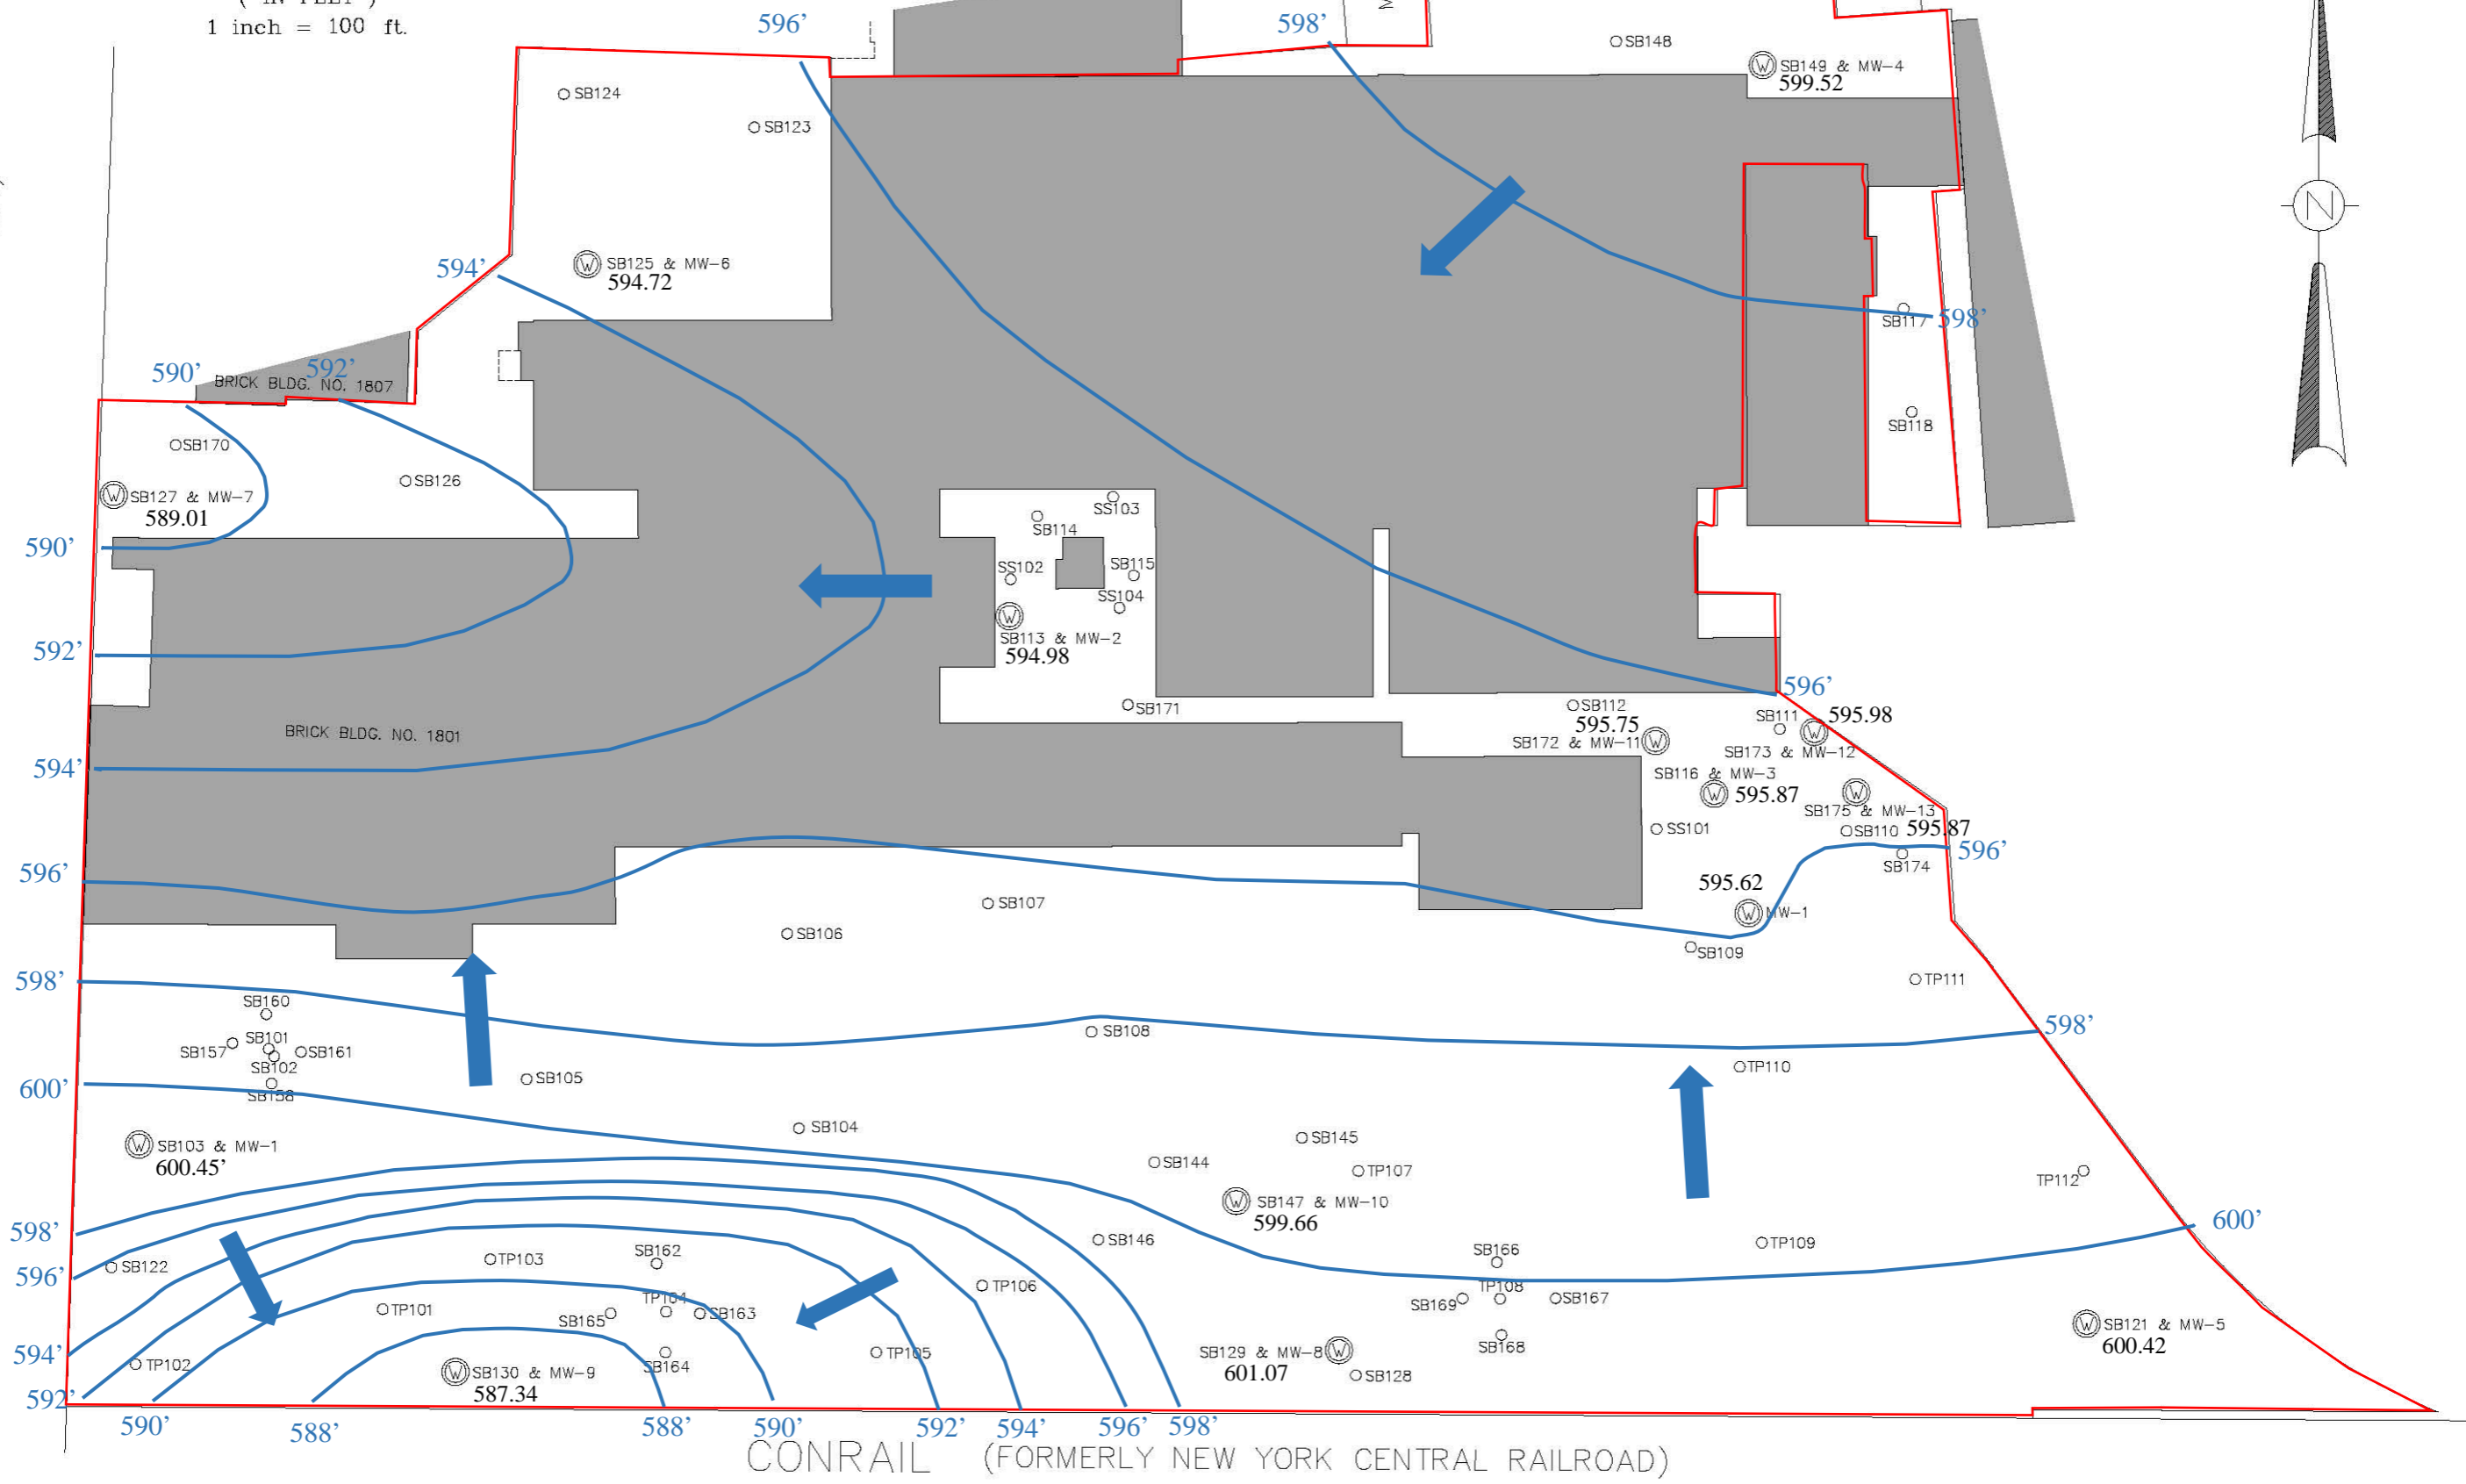 ( IN FEET )
1 inch = 100 ft.
596'
598'
SB148
SB149 & MW-4
599.52
SB124
SB123
N
SB125 & MW-6
594.72
594'
598'
SB117
590'
592'
BRICK BLDG. NO. 1807
SB118
SB170
SB126
SB127 & MW-7
589.01
SS103
SB114
590'
SS102
SB115
SS104
SB113 & MW-2
594.98
592'
596'
SB171
SB112
595.75
SB111
595.98
BRICK BLDG. NO. 1801
SB172 & MW-11
SB173 & MW-12
594'
SB116 & MW-3
595.87
SB175 & MW-13
SS101
SB110
595.87
596'
SB174
596'
595.62
MW-1
SB107
SB106
SB109
TP111
598'
SB160
SB101
SB157
SB161
SB102
SB108
598'
TP110
SB105
600'
SB158
SB104
SB103 & MW-1
600.45'
SB145
SB144
TP107
TP112
SB147 & MW-10
599.66
600'
598'
SB146
TP109
SB122
TP103
SB162
SB166
596'
TP106
TP108
TP101
TP104
SB165
SB163
SB169
SB167
SB121 & MW-5
600.42
594'
TP102
SB164
TP105
SB129 & MW-8
601.07
SB168
SB130 & MW-9
587.34
SB128
592'
590'
588'
588'
590'
592'
594'
596'
598'
CONRAIL (FORMERLY NEW YORK CENTRAL RAILROAD)